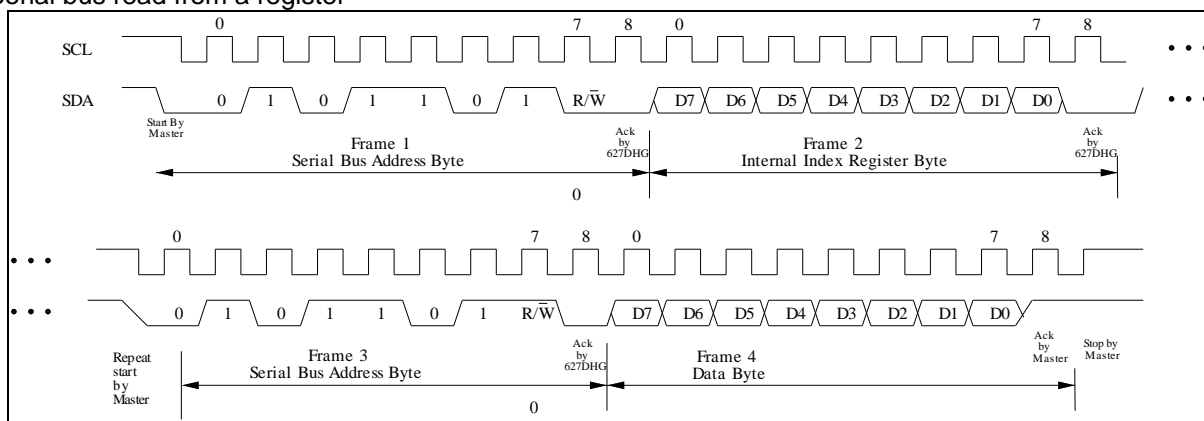 Serial bus read from a register
0 7 8 0 7 8
SCL
SDA 0 1 0 1 1 0 1 R/W̅ D7 D6 D5 D4 D3 D2 D1 D0
Start By
Master
Frame 1
Serial Bus Address Byte
Ack
by
627DHG
Frame 2
Internal Index Register Byte
Ack
by
627DHG
0
0 7 8 0 7 8
0 1 0 1 1 0 1 R/W̅ D7 D6 D5 D4 D3 D2 D1 D0
Repeat
start
by
Master
Frame 3
Serial Bus Address Byte
Ack
by
627DHG
Frame 4
Data Byte
Ack
by
Master
Stop by
Master
0